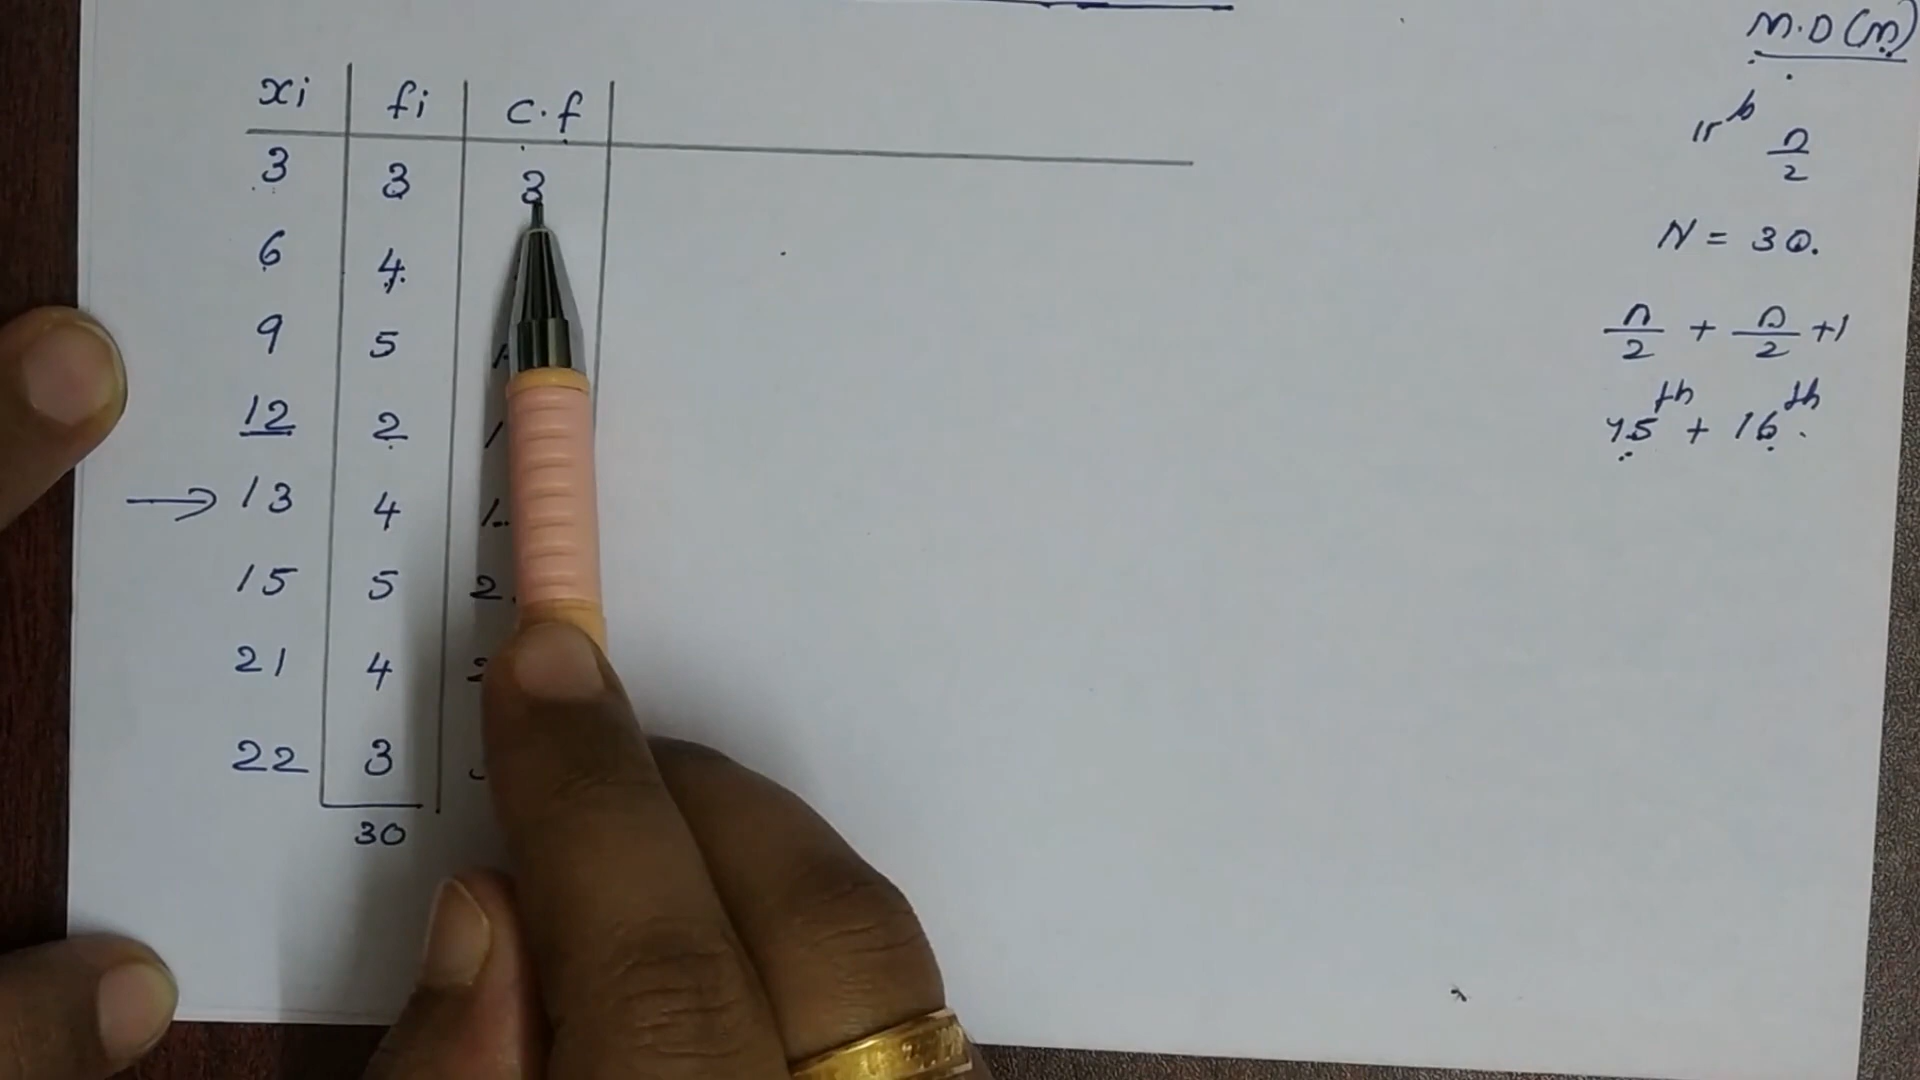 xi fi c.f
3 3 3
6 4
9 5
12 2
13 4
15 5
21 4
22 3
30
M.D (M)
n/2
N = 30.
n/2 + n/2 +1
15th + 16th.